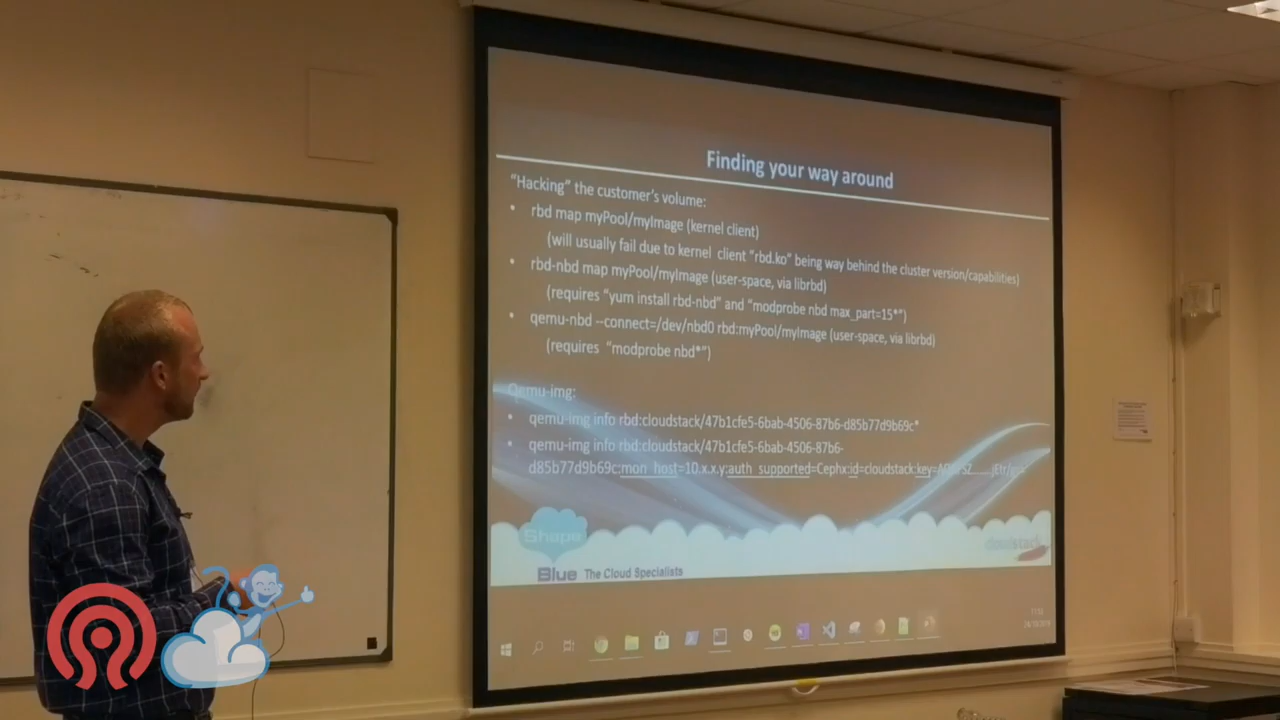 Finding your way around
"Hacking" the customer's volume:
• rbd map myPool/myImage (kernel client)
(will usually fail due to kernel client "rbd.ko" being way behind the cluster version/capabilities)
• rbd-nbd map myPool/myImage (user-space, via librbd)
(requires "yum install rbd-nbd" and "modprobe nbd max_part=15*")
• qemu-nbd --connect=/dev/nbd0 rbd:myPool/myImage (user-space, via librbd)
(requires "modprobe nbd*")
Qemu-img:
• qemu-img info rbd:cloudstack/47b1cfe5-6bab-4506-87b6-d85b77d9b69c*
• qemu-img info rbd:cloudstack/47b1cfe5-6bab-4506-87b6-
d85b77d9b69c:mon_host=10.x.x.y:auth_supported=Cephx:id=cloudstack:key=
Shape
Blue The Cloud Specialists
cloudstack